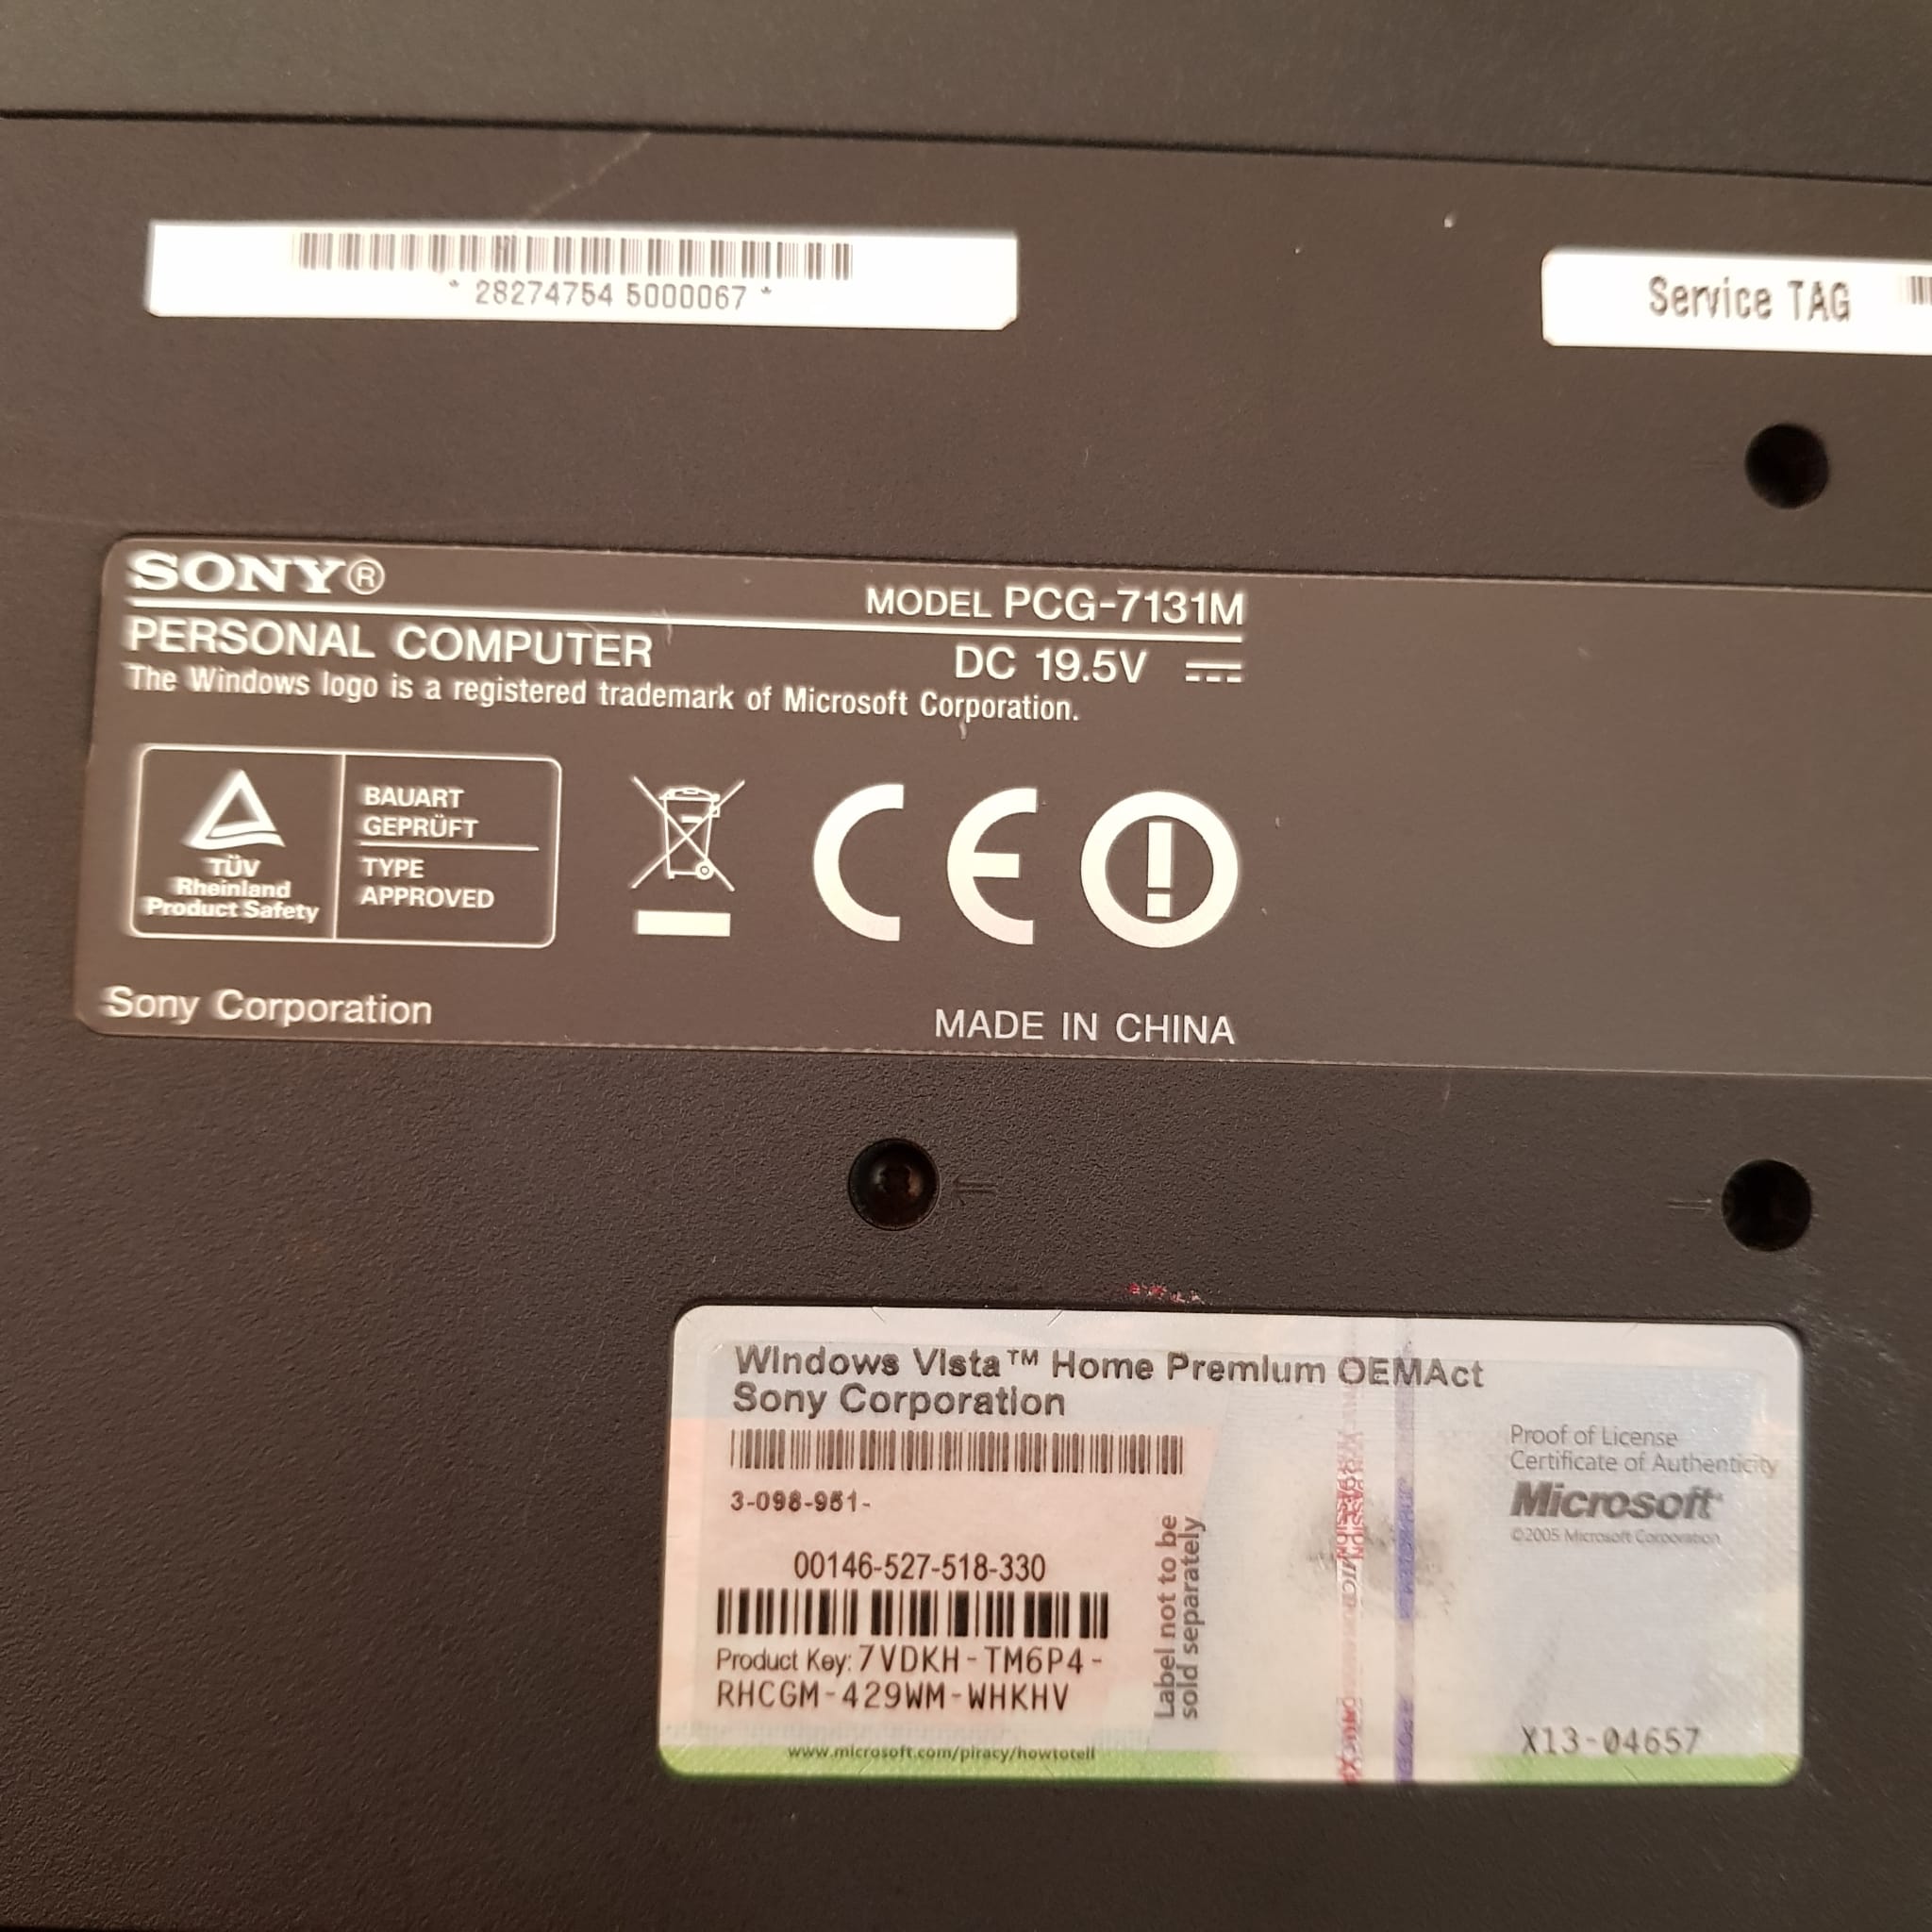 * 28274754 5000067 *
Service TAG
SONY®
MODEL PCG-7131M
PERSONAL COMPUTER
DC 19.5V
The Windows logo is a registered trademark of Microsoft Corporation.
TÜV
Rheinland
Product Safety
BAUART
GEPRÜFT
TYPE
APPROVED
CE
Sony Corporation
MADE IN CHINA
Windows Vista™ Home Premium OEMAct
Sony Corporation
Proof of License
Certificate of Authenticity
Microsoft®
©2005 Microsoft Corporation
3-098-951-
00146-527-518-330
Product Key: 7VDKH-TM6P4-
RHCGM-429WM-WHKHV
Label not to be
sold separately
X13-04657
www.microsoft.com/piracy/howtotell